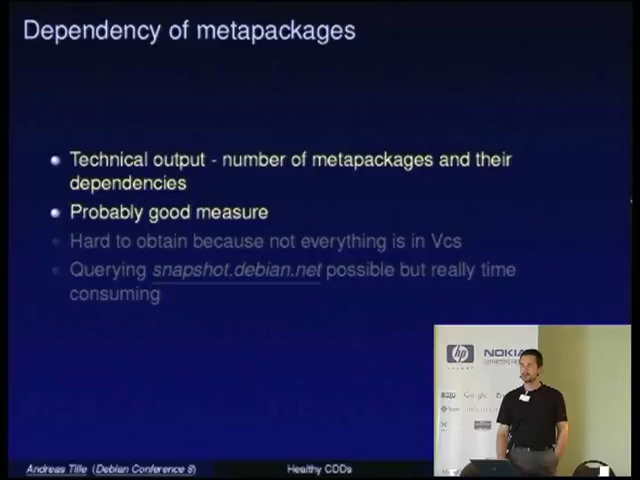 Dependency of metapackages
Technical output - number of metapackages and their
dependencies
Probably good measure
Hard to obtain because not everything is in Vcs
Querying snapshot.debian.net possible but really time
consuming
hp
NOKIA
Google
Andreas Tille (Debian Conference 8)
Healthy CDDs